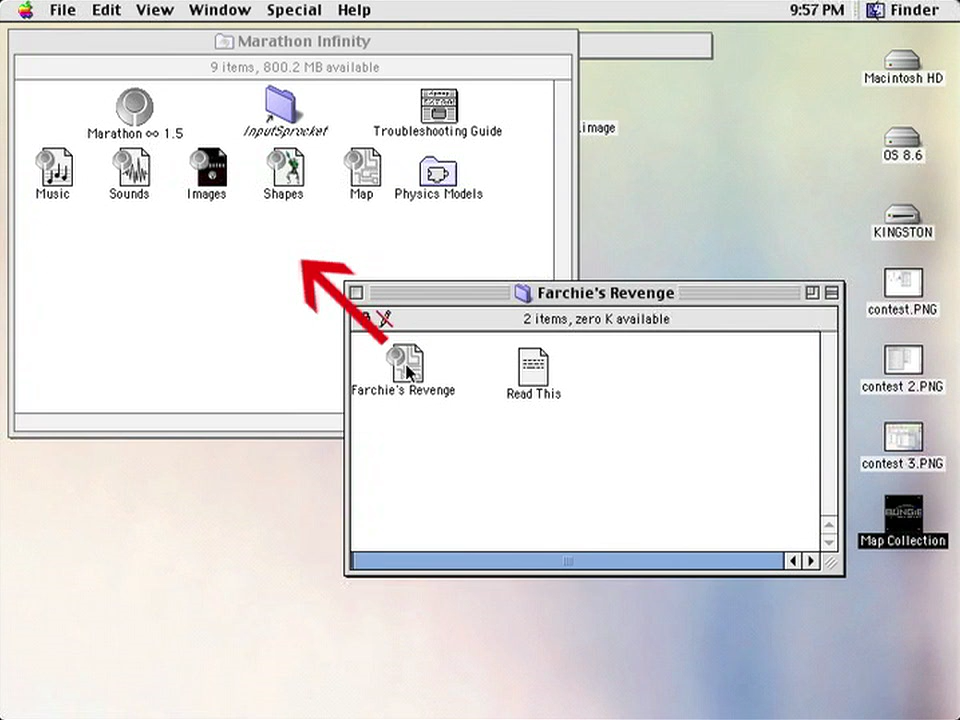 File Edit View Window Special Help 9:57 PM Finder
Marathon Infinity
9 items, 800.2 MB available
Marathon ∞ 1.5
InputSprocket
Troubleshooting Guide
Music
Sounds
Images
Shapes
Map
Physics Models
.image
Farchie's Revenge
2 items, zero K available
Farchie's Revenge
Read This
Macintosh HD
OS 8.6
KINGSTON
contest.PNG
contest 2.PNG
contest 3.PNG
BUNGIE
Map Collection